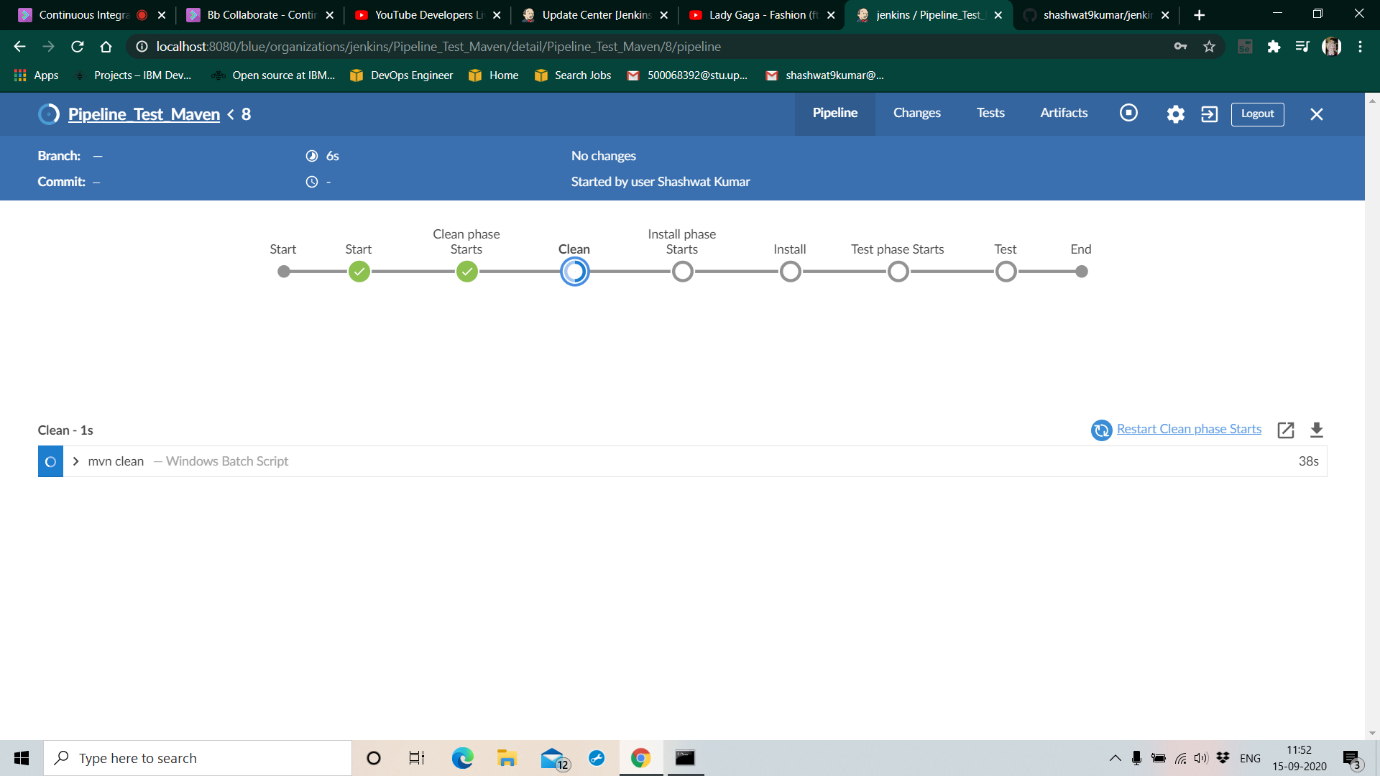 Continuous Integra
Bb Collaborate - Contin
YouTube Developers Li
Update Center [Jenkins
Lady Gaga - Fashion (ft
jenkins / Pipeline_Test_
shashwat9kumar/jenkin
localhost:8080/blue/organizations/jenkins/Pipeline_Test_Maven/detail/Pipeline_Test_Maven/8/pipeline
Apps
Projects – IBM Dev...
Open source at IBM...
DevOps Engineer
Home
Search Jobs
500068392@stu.up...
shashwat9kumar@...
Pipeline_Test_Maven < 8
Pipeline
Changes
Tests
Artifacts
Logout
Branch: —
6s
No changes
Commit: –
-
Started by user Shashwat Kumar
Start
Start
Clean phase
Starts
Clean
Install phase
Starts
Install
Test phase Starts
Test
End
Clean - 1s
Restart Clean phase Starts
mvn clean — Windows Batch Script
38s
Type here to search
12
ENG
11:52
15-09-2020
3